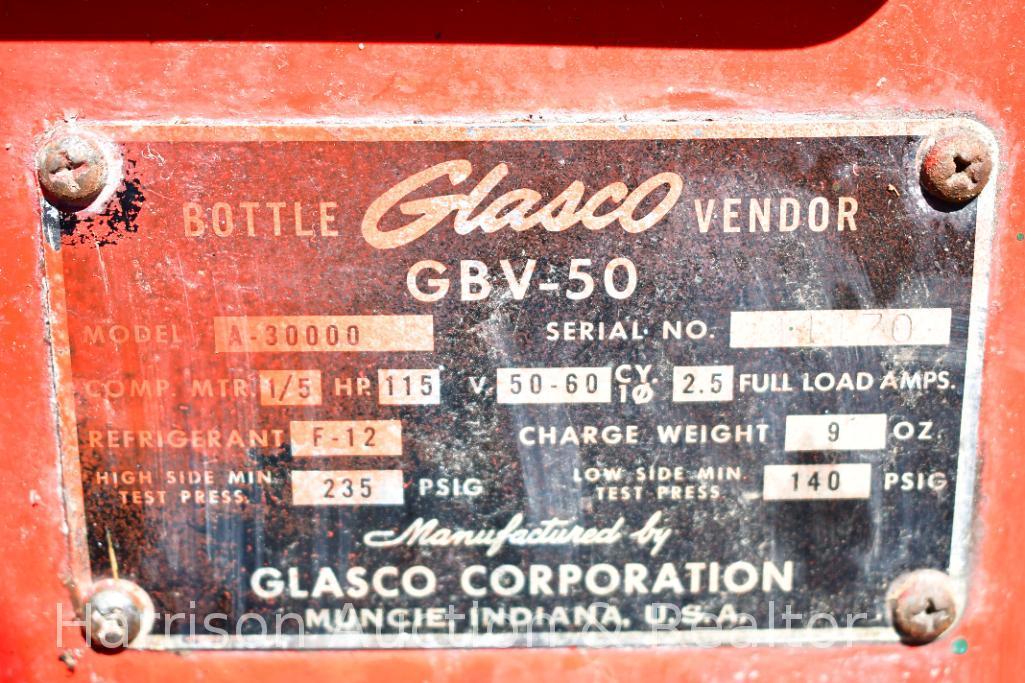 BOTTLE Glasco VENDOR
GBV-50
MODEL A-30000 SERIAL NO.
COMP. MTR. 1/5 HP. 115 V. 50-60 CY. 1Ø 2.5 FULL LOAD AMPS.
REFRIGERANT F-12 CHARGE WEIGHT 9 OZ.
HIGH SIDE MIN. TEST PRESS. 235 PSIG LOW SIDE MIN. TEST PRESS. 140 PSIG
Manufactured by
GLASCO CORPORATION
MUNCIE, INDIANA, U.S.A.
Harrison Auction & Realtor